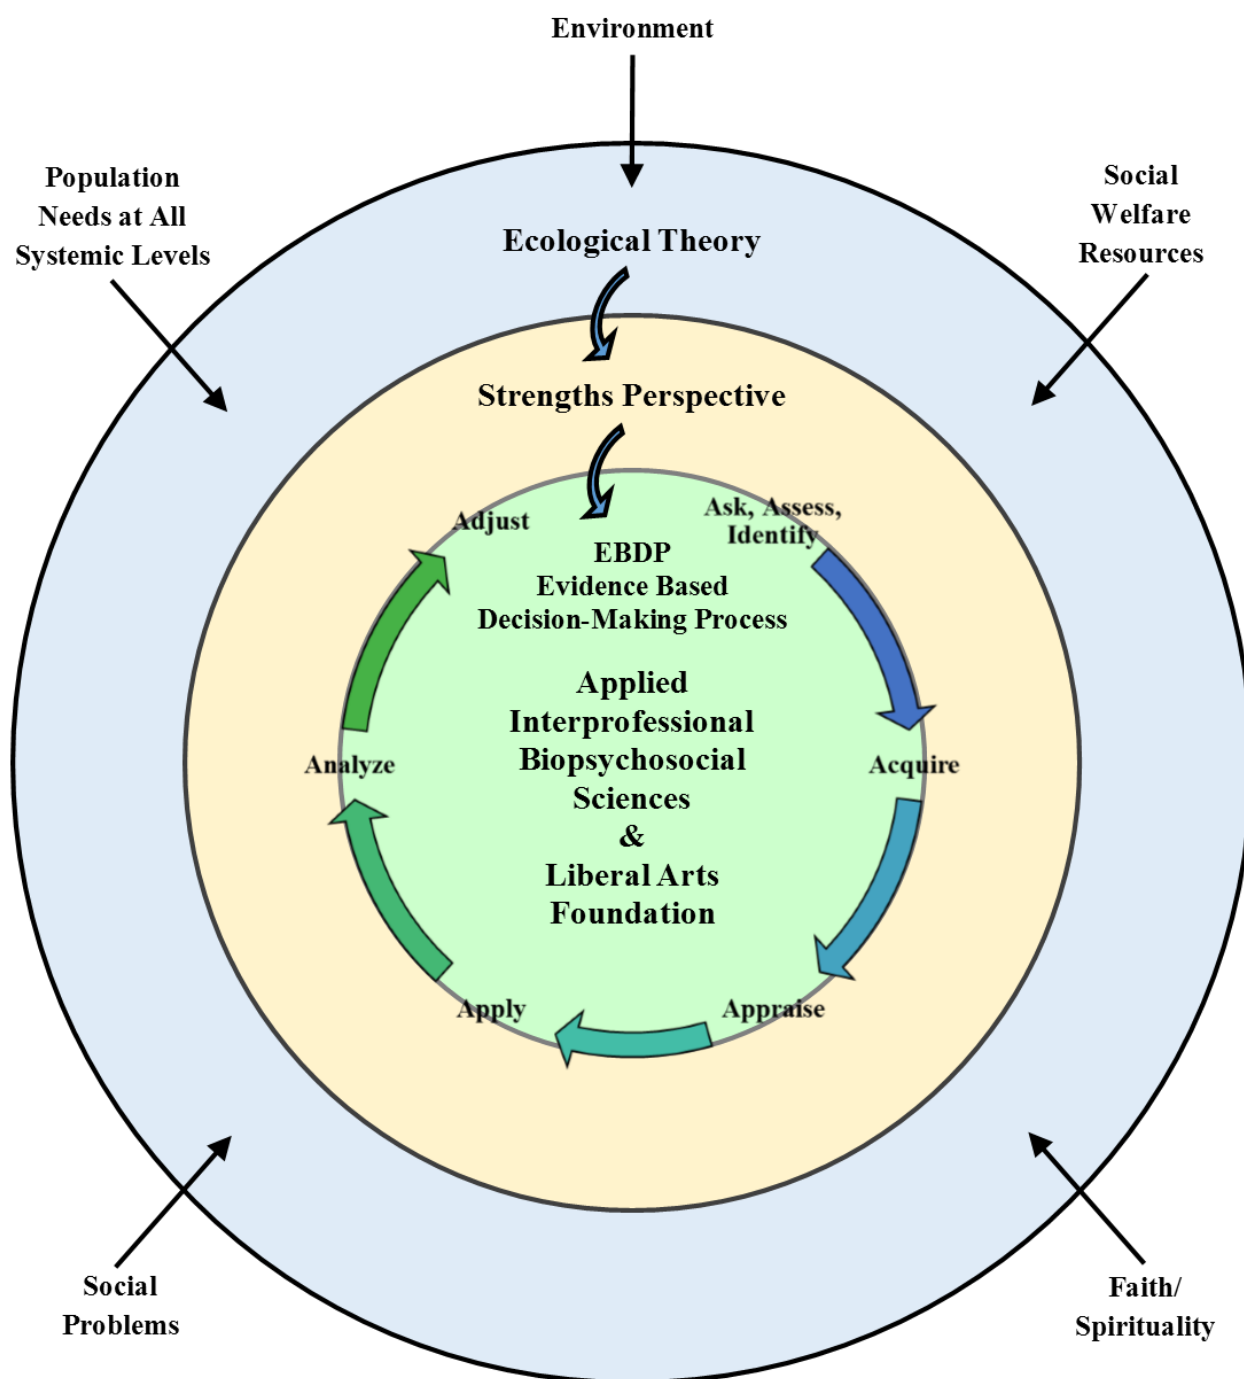 Environment
Population
Needs at All
Systemic Levels
Social
Welfare
Resources
Ecological Theory
Strengths Perspective
Adjust
Ask, Assess,
Identify
EBDP
Evidence Based
Decision-Making Process
Applied
Interprofessional
Biopsychosocial
Sciences
&
Liberal Arts
Foundation
Analyze
Acquire
Apply
Appraise
Social
Problems
Faith/
Spirituality